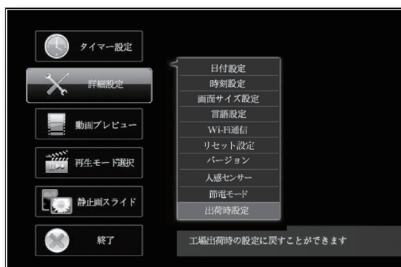 タイマー設定
詳細設定
動画プレビュー
再生モード選択
静止画スライド
終了
日付設定
時刻設定
画面サイズ設定
言語設定
Wi-Fi通信
リセット設定
バージョン
人感センサー
節電モード
出荷時設定
工場出荷時の設定に戻すことができます